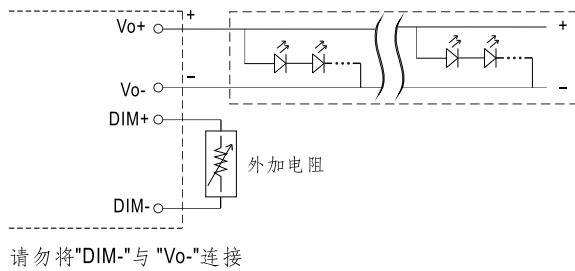 Vo+
+
+
Vo-
−
−
DIM+
外加电阻
DIM-
请勿将"DIM-"与 "Vo-"连接